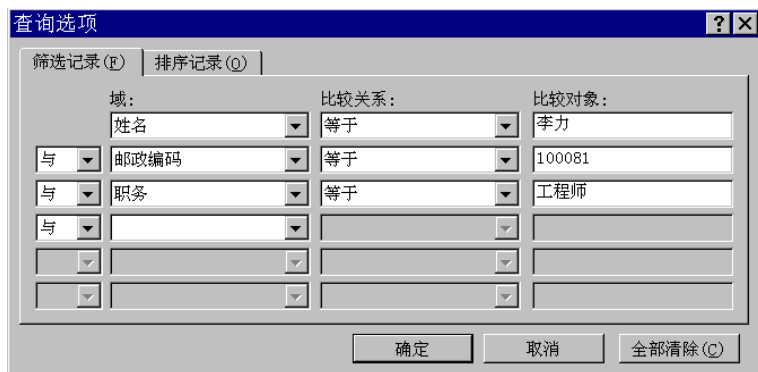 查询选项
筛选记录(F) 排序记录(O)
域: 比较关系: 比较对象:
姓名 等于 李力
与 邮政编码 等于 100081
与 职务 等于 工程师
与
确定 取消 全部清除(C)